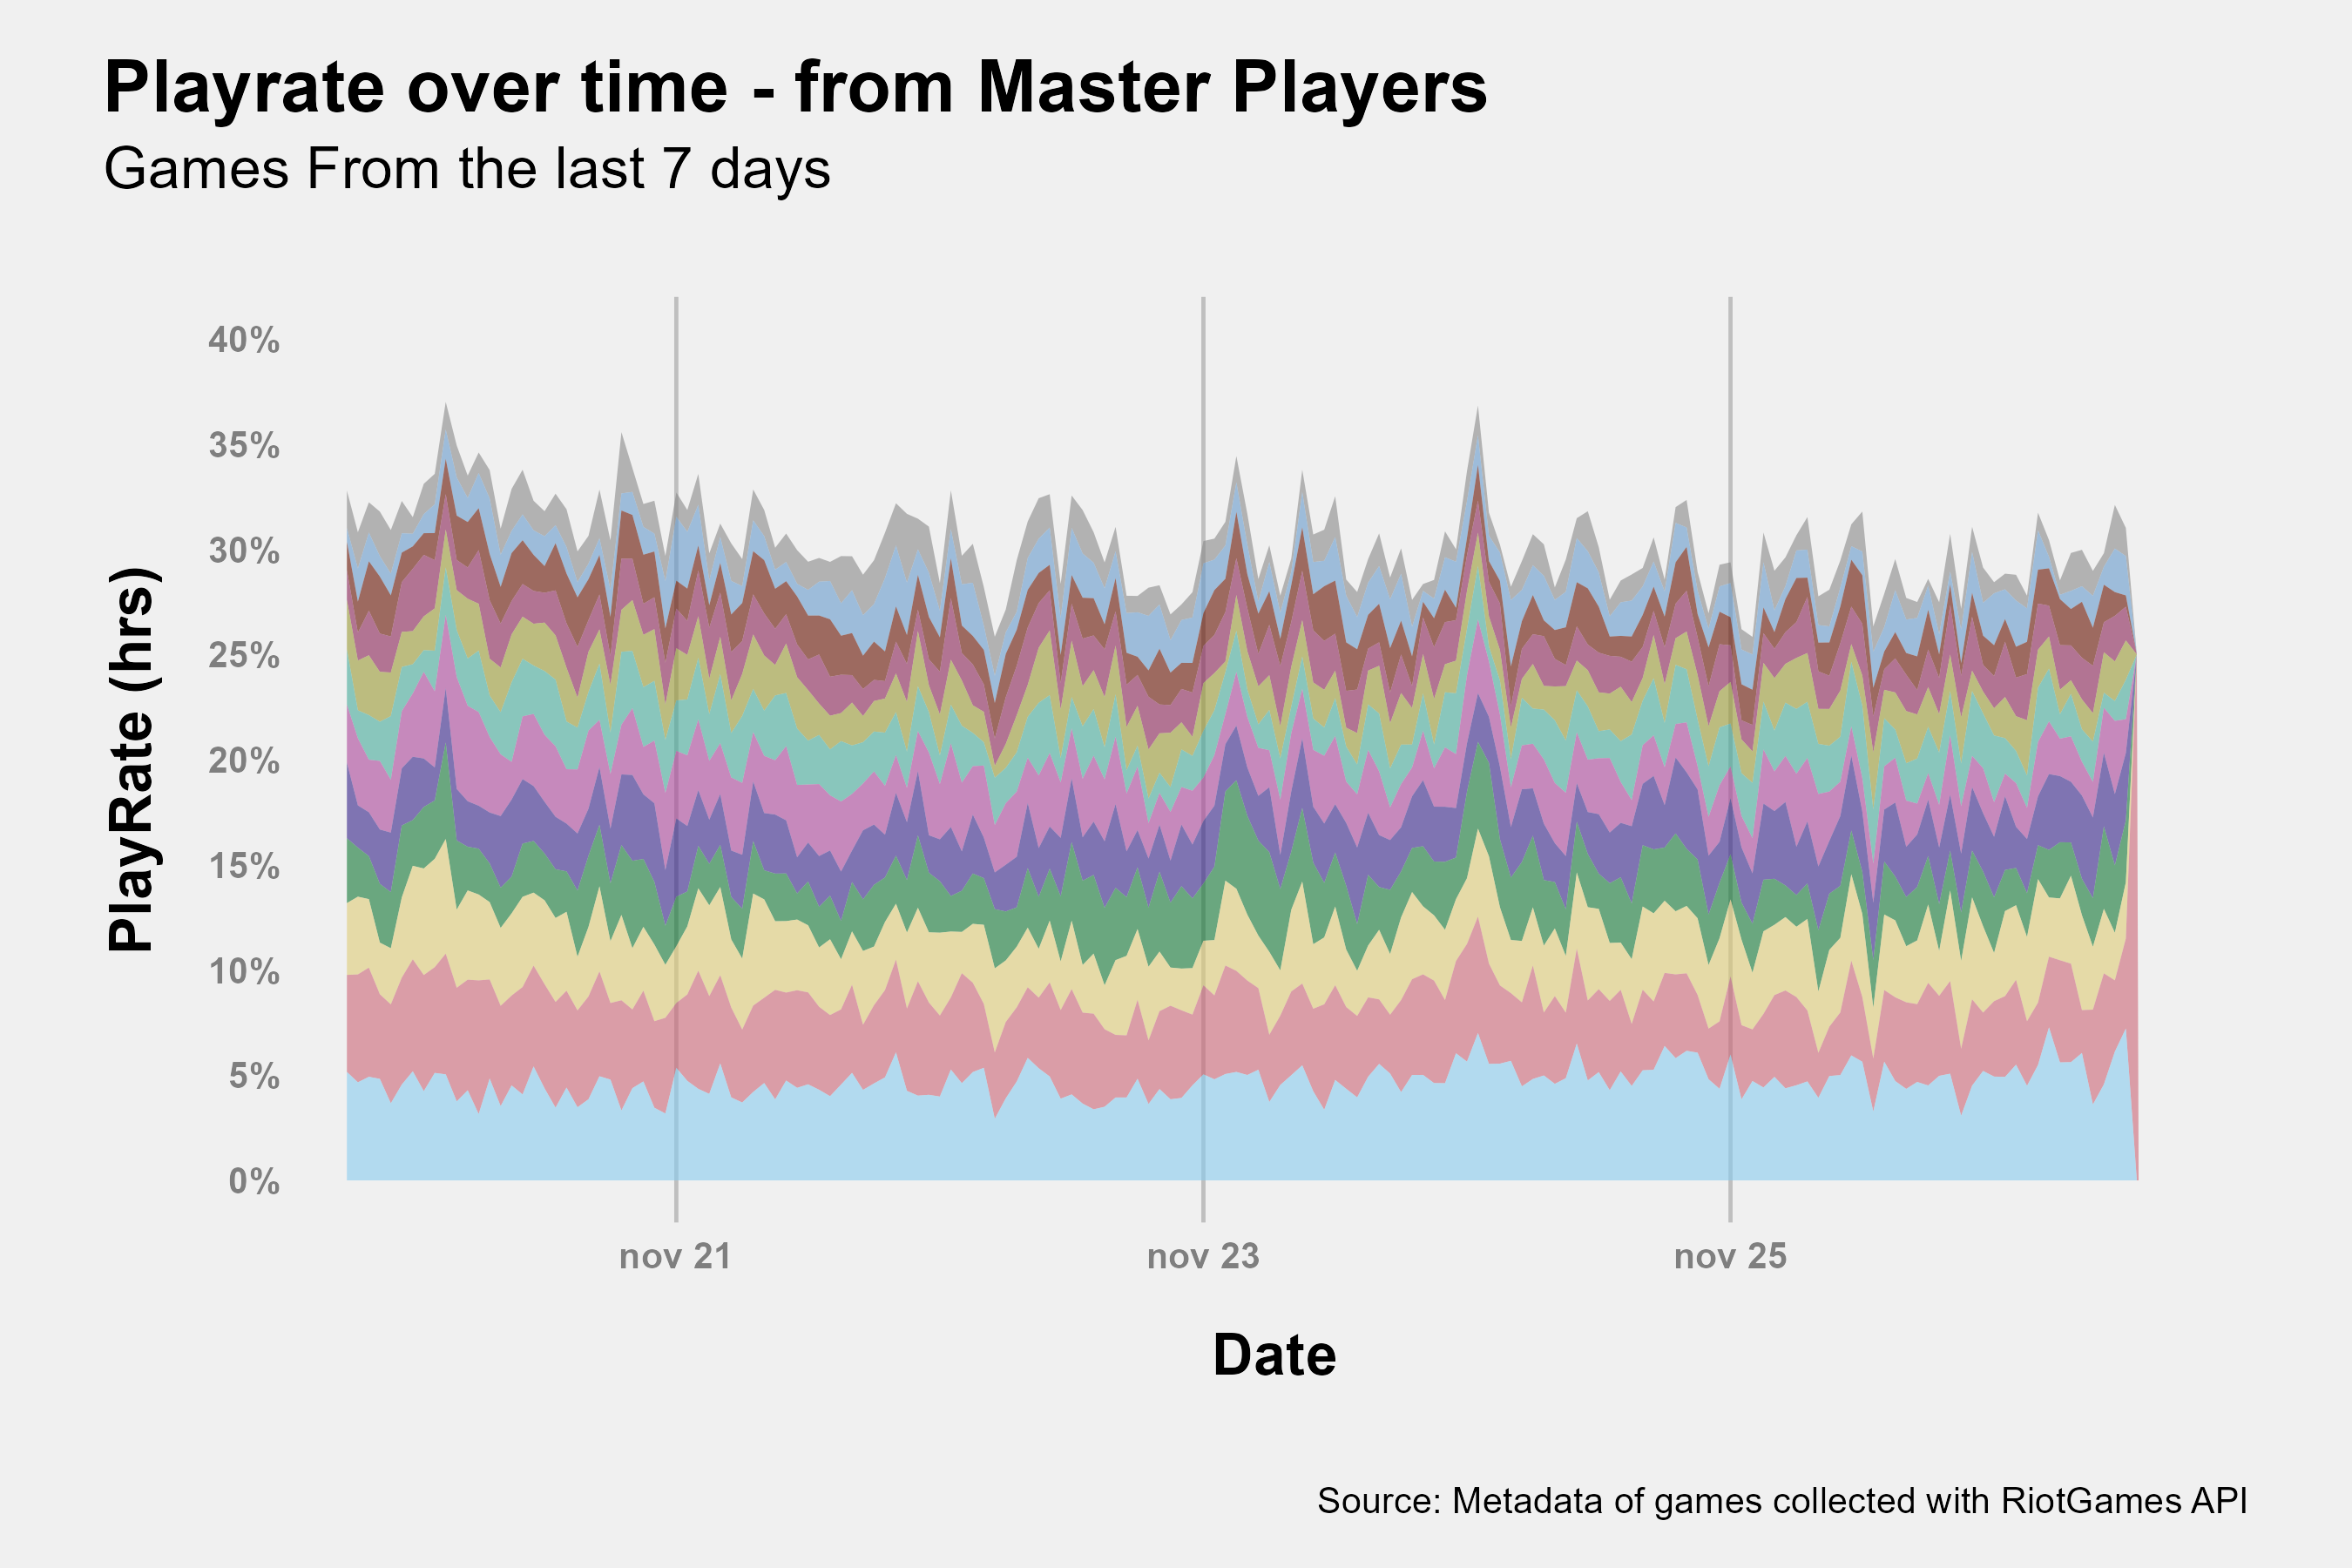 Playrate over time - from Master Players
Games From the last 7 days
PlayRate (hrs)
40%
35%
30%
25%
20%
15%
10%
5%
0%
nov 21
nov 23
nov 25
Date
Source: Metadata of games collected with RiotGames API